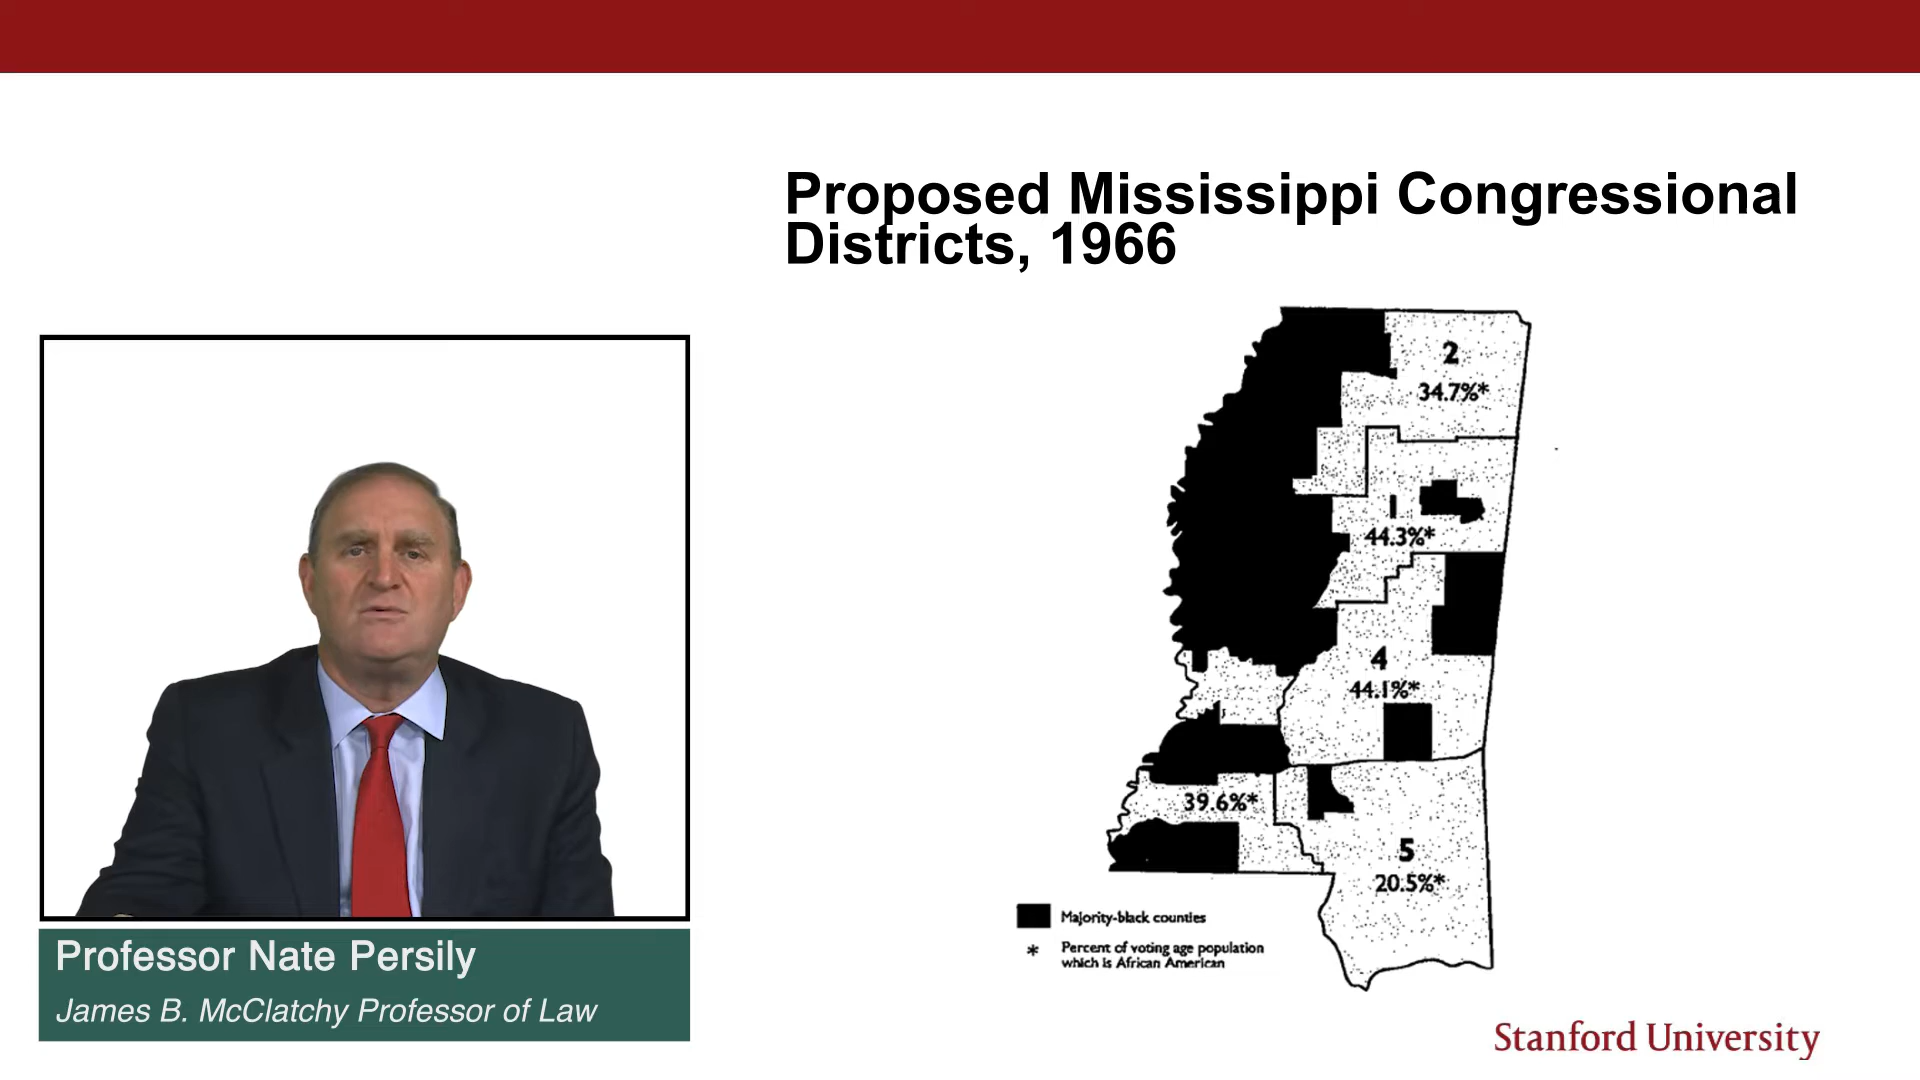 Proposed Mississippi Congressional
Districts, 1966
2
34.7%*
1
44.3%*
4
44.1%*
39.6%*
5
20.5%*
Majority-black counties
* Percent of voting age population
which is African American
Professor Nate Persily
James B. McClatchy Professor of Law
Stanford University